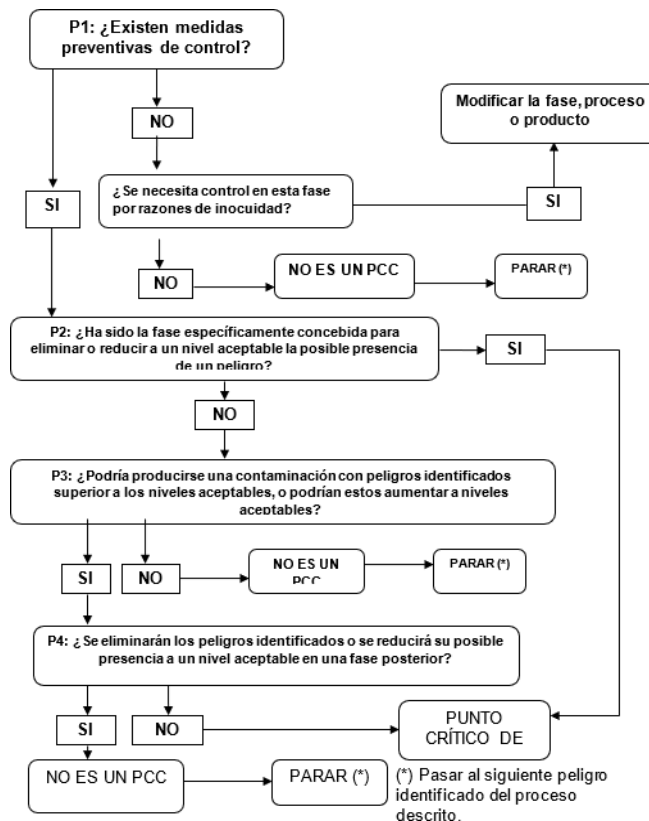 P1: ¿Existen medidas
preventivas de control?
NO
Modificar la fase, proceso
o producto
SI
¿Se necesita control en esta fase
por razones de inocuidad?
SI
NO
NO ES UN PCC
PARAR (*)
P2: ¿Ha sido la fase específicamente concebida para
eliminar o reducir a un nivel aceptable la posible presencia
de un peligro?
SI
NO
P3: ¿Podría producirse una contaminación con peligros identificados
superior a los niveles aceptables, o podrían estos aumentar a niveles
aceptables?
SI
NO
NO ES UN
PCC
PARAR (*)
P4: ¿Se eliminarán los peligros identificados o se reducirá su posible
presencia a un nivel aceptable en una fase posterior?
SI
NO
PUNTO
CRÍTICO DE
NO ES UN PCC
PARAR (*)
(*) Pasar al siguiente peligro
identificado del proceso
descrito.